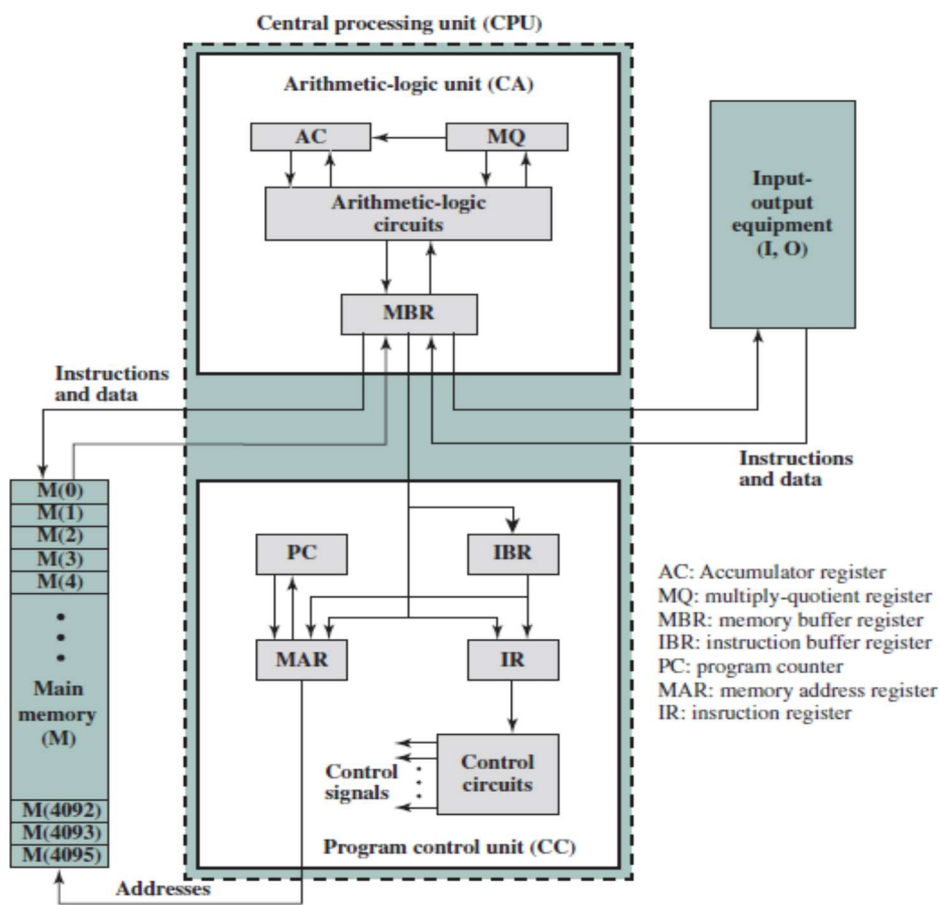 Central processing unit (CPU)
Arithmetic-logic unit (CA)
AC
MQ
Arithmetic-logic
circuits
MBR
Input-
output
equipment
(I, O)
Instructions
and data
Instructions
and data
M(0)
M(1)
M(2)
M(3)
M(4)
Main
memory
(M)
M(4092)
M(4093)
M(4095)
PC
IBR
MAR
IR
Control
signals
Control
circuits
Program control unit (CC)
Addresses
AC: Accumulator register
MQ: multiply-quotient register
MBR: memory buffer register
IBR: instruction buffer register
PC: program counter
MAR: memory address register
IR: insruction register